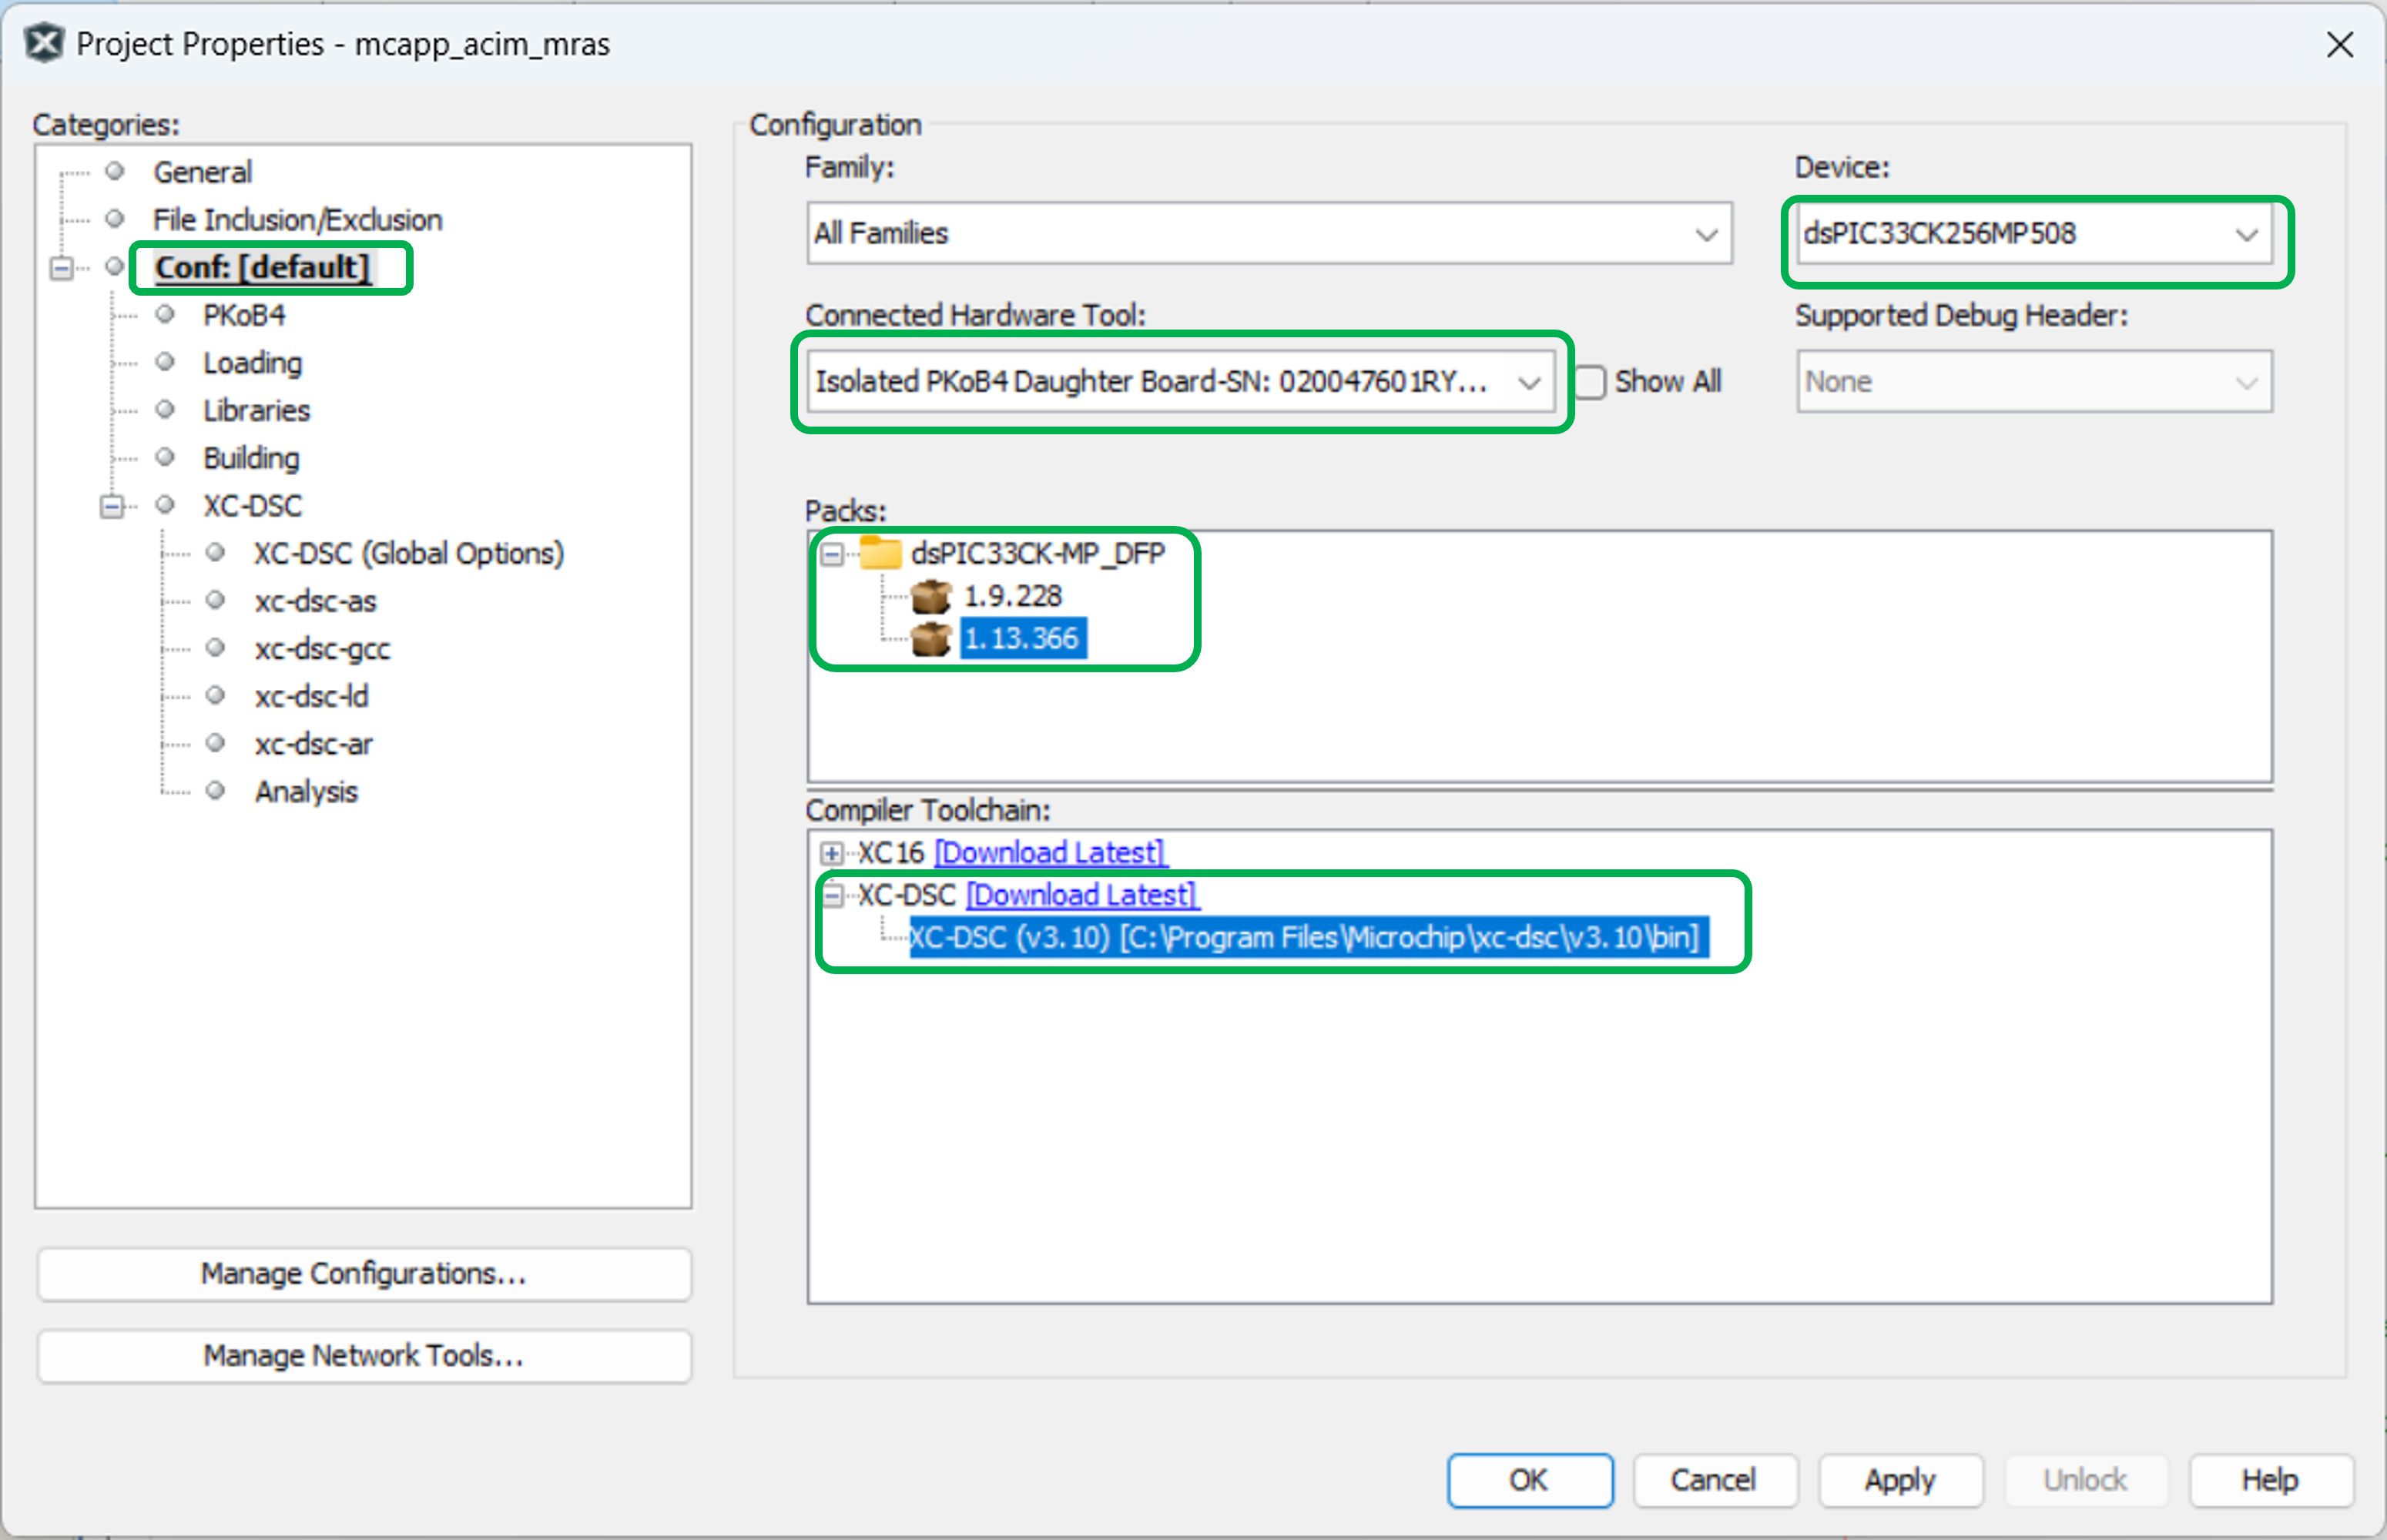 Project Properties - mcapp_acim_mras
Categories:
General
File Inclusion/Exclusion
Conf: [default]
PKoB4
Loading
Libraries
Building
XC-DSC
XC-DSC (Global Options)
xc-dsc-as
xc-dsc-gcc
xc-dsc-ld
xc-dsc-ar
Analysis
Manage Configurations...
Manage Network Tools...
Configuration
Family:
All Families
Device:
dsPIC33CK256MP508
Connected Hardware Tool:
Isolated PKoB4 Daughter Board-SN: 020047601RY...
Show All
Supported Debug Header:
None
Packs:
dsPIC33CK-MP_DFP
1.9.228
1.13.366
Compiler Toolchain:
XC16 [Download Latest]
XC-DSC [Download Latest]
XC-DSC (v3.10) [C:\Program Files\Microchip\xc-dsc\v3.10\bin]
OK
Cancel
Apply
Unlock
Help